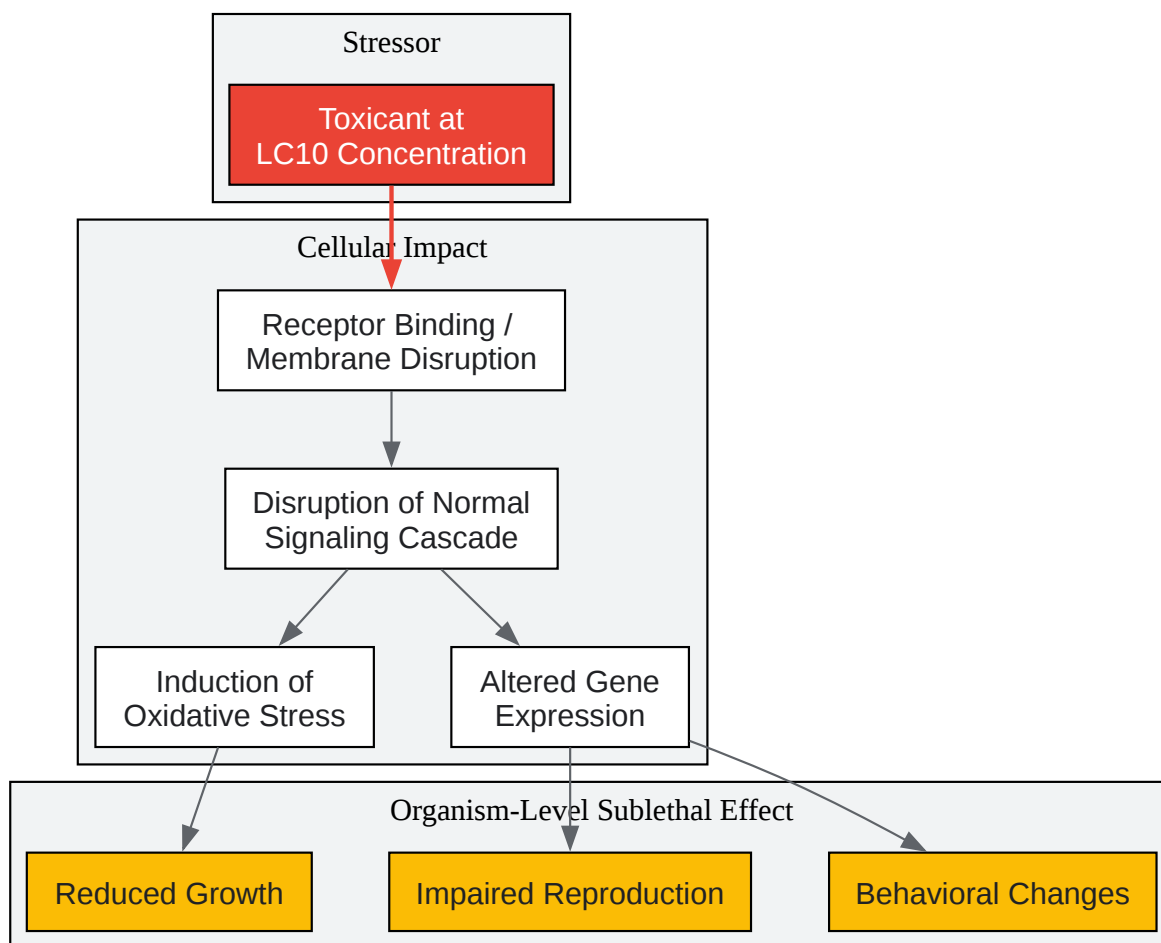 Stressor
Toxicant at
LC10 Concentration
Cellular Impact
Receptor Binding /
Membrane Disruption
Disruption of Normal
Signaling Cascade
Induction of
Oxidative Stress
Altered Gene
Expression
Organism-Level Sublethal Effect
Reduced Growth
Impaired Reproduction
Behavioral Changes